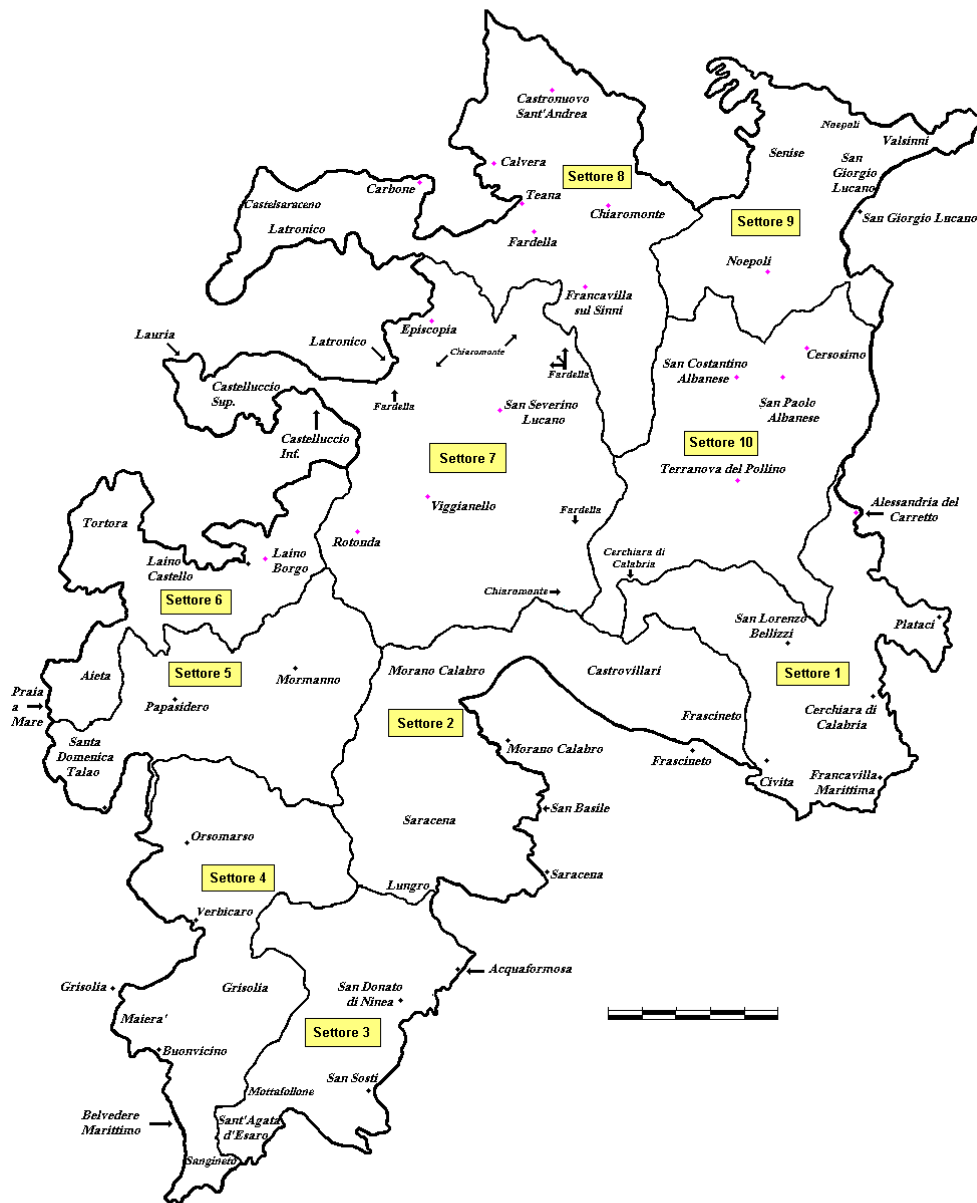 Castronuovo
Sant'Andrea
Calvera
Settore 8
Carbone
Teana
Chiaromonte
Fardella
Castelsaraceno
Latronico
Noepoli
Valsinni
Senise
San
Giorgio
Lucano
San Giorgio Lucano
Settore 9
Noepoli
Francavilla
sul Sinni
Episcopia
Lauria
Latronico
Chiaromonte
Fardella
Castelluccio
Sup.
Fardella
San Severino
Lucano
Castelluccio
Inf.
Settore 7
Cersosimo
San Costantino
Albanese
San Paolo
Albanese
Settore 10
Terranova del Pollino
Viggianello
Fardella
Alessandria del
Carretto
Tortora
Rotonda
Laino
Castello
Laino
Borgo
Settore 6
Cerchiara di
Calabria
Chiaromonte
San Lorenzo
Bellizzi
Plataci
Aieta
Settore 5
Mormanno
Morano Calabro
Castrovillari
Settore 1
Praia
a
Mare
Papasidero
Cerchiara di
Calabria
Settore 2
Frascineto
Santa
Domenica
Talao
Morano Calabro
Frascineto
Civita
Francavilla
Marittima
San Basile
Saracena
Orsomarso
Settore 4
Lungro
Saracena
Verbicaro
Acquaformosa
Grisolia
Grisolia
San Donato
di Ninea
Maiera'
Settore 3
Buonvicino
San Sosti
Mottafollone
Belvedere
Marittimo
Sant'Agata
d'Esaro
Sangineto